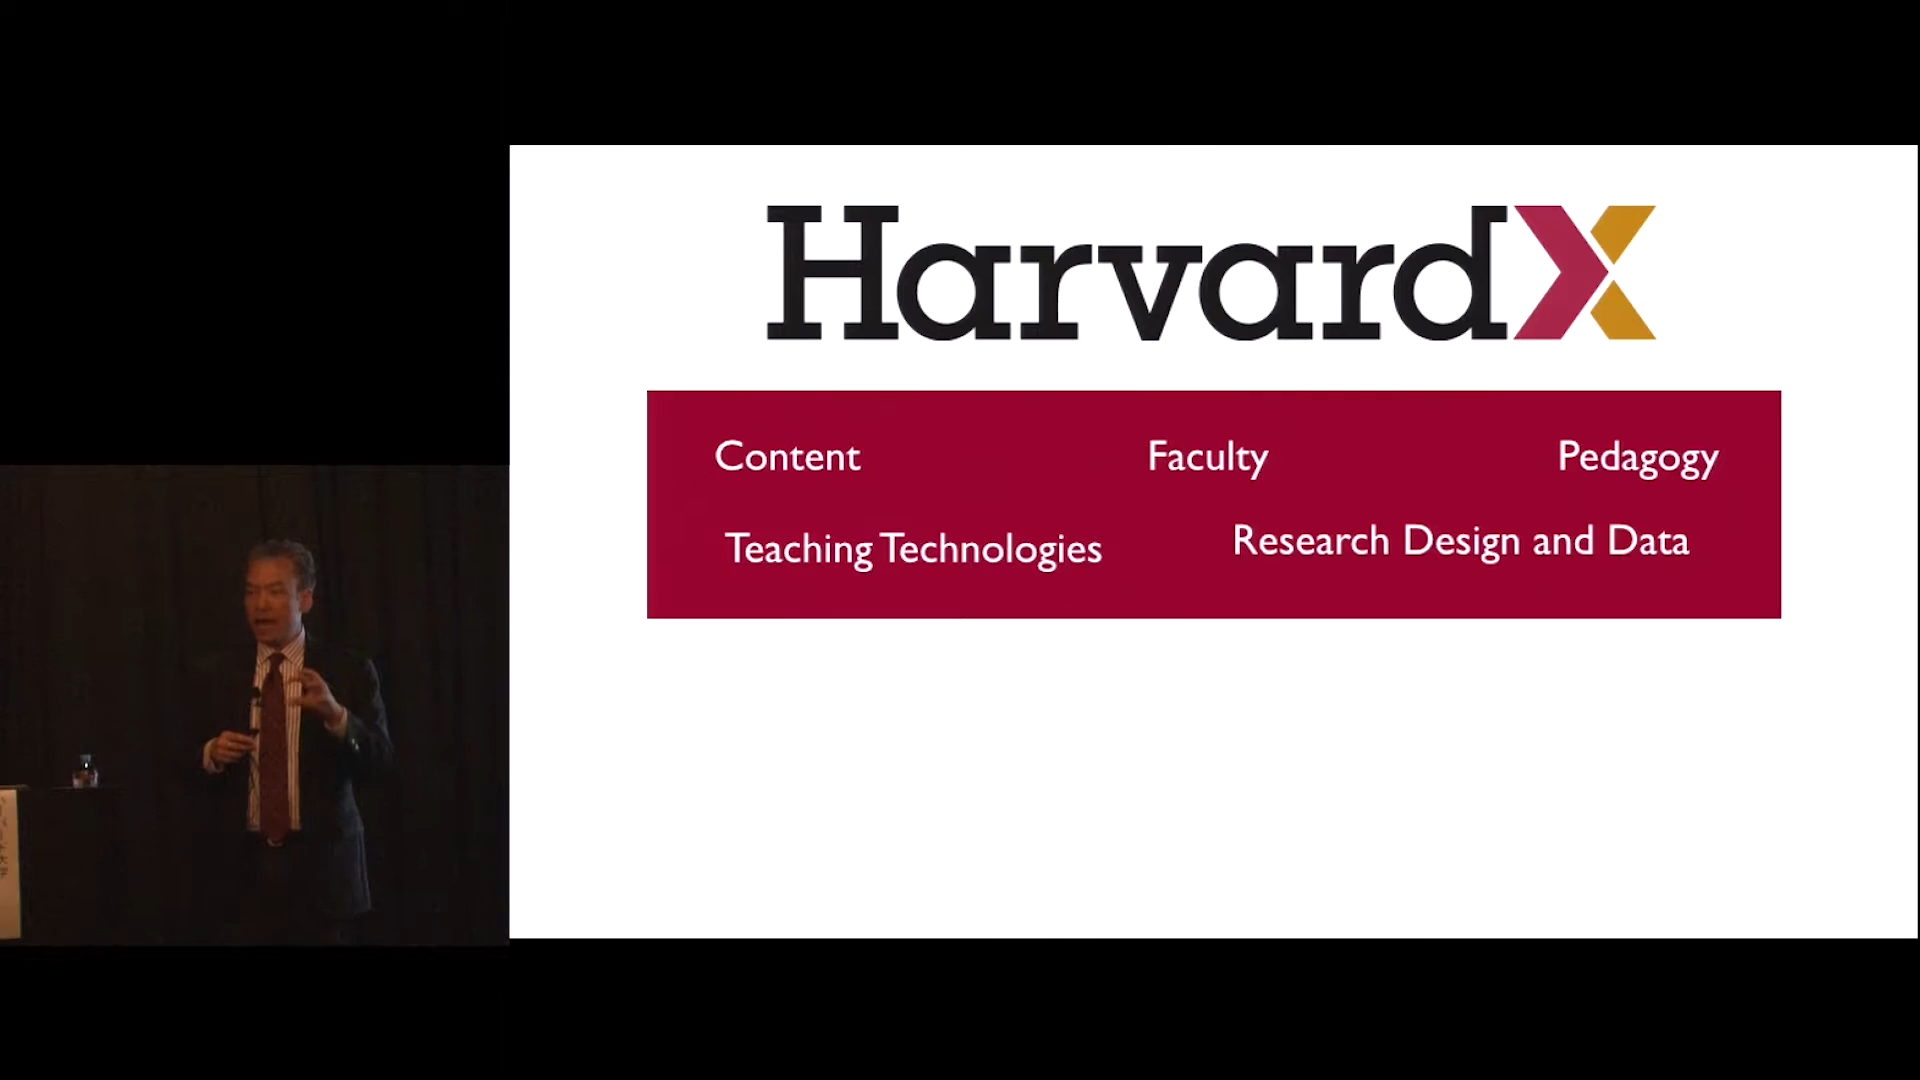 HarvardX
Content Faculty Pedagogy
Teaching Technologies Research Design and Data